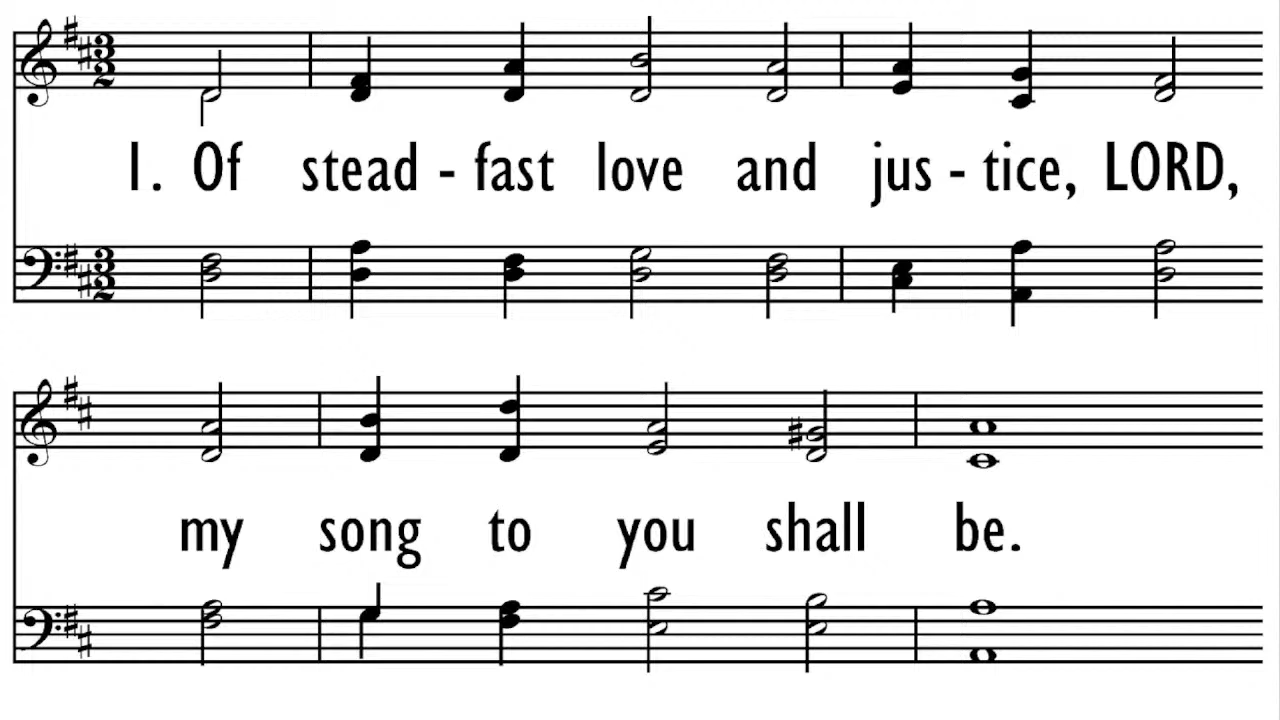 1. Of stead - fast love and jus - tice, LORD,
my song to you shall be.